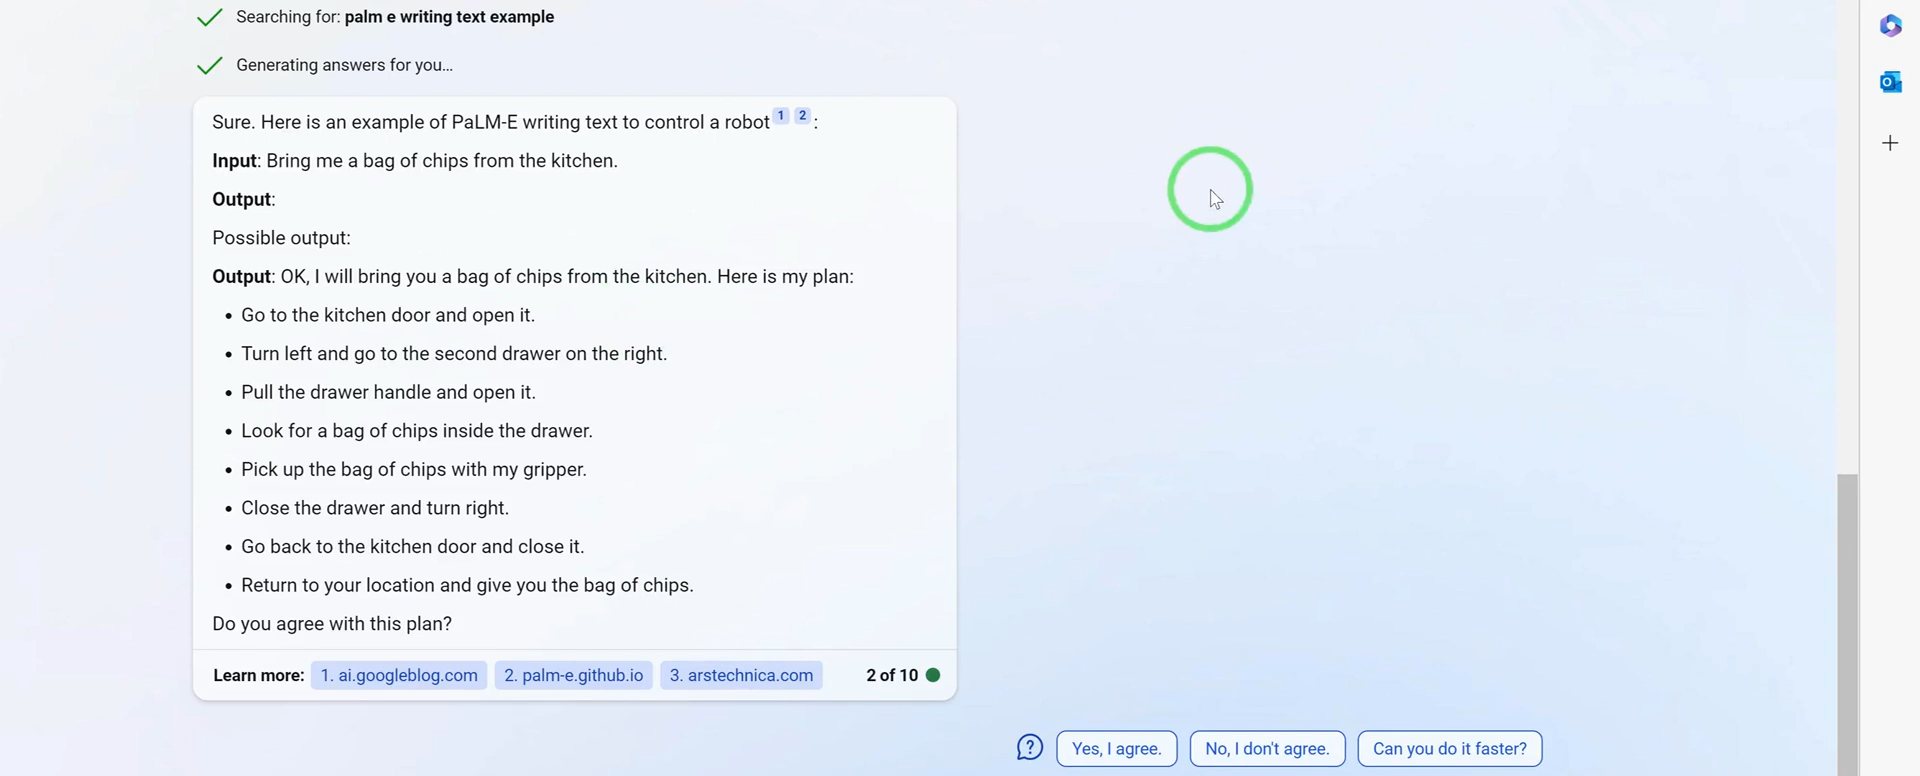 Searching for: palm e writing text example
Generating answers for you...
Sure. Here is an example of PaLM-E writing text to control a robot 1 2 :
Input: Bring me a bag of chips from the kitchen.
Output:
Possible output:
Output: OK, I will bring you a bag of chips from the kitchen. Here is my plan:
• Go to the kitchen door and open it.
• Turn left and go to the second drawer on the right.
• Pull the drawer handle and open it.
• Look for a bag of chips inside the drawer.
• Pick up the bag of chips with my gripper.
• Close the drawer and turn right.
• Go back to the kitchen door and close it.
• Return to your location and give you the bag of chips.
Do you agree with this plan?
Learn more: 1. ai.googleblog.com 2. palm-e.github.io 3. arstechnica.com 2 of 10
Yes, I agree. No, I don't agree. Can you do it faster?